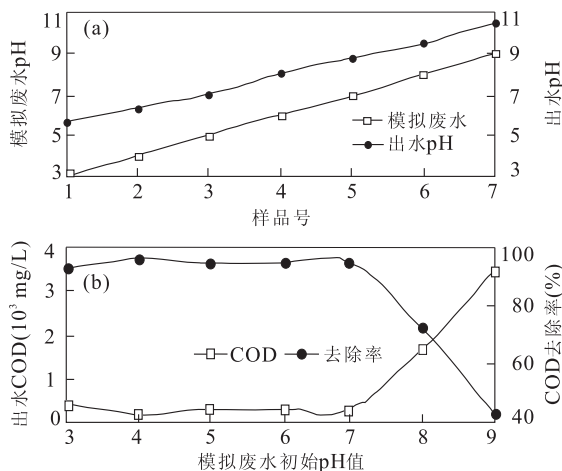 (a)
模拟废水pH
11
9
7
5
3
11
9
7
5
3
出水pH
模拟废水
出水pH
1 2 3 4 5 6 7
样品号
(b)
出水COD(10³ mg/L)
4
3
2
1
0
100
80
60
40
COD去除率(%)
COD 去除率
3 4 5 6 7 8 9
模拟废水初始pH值